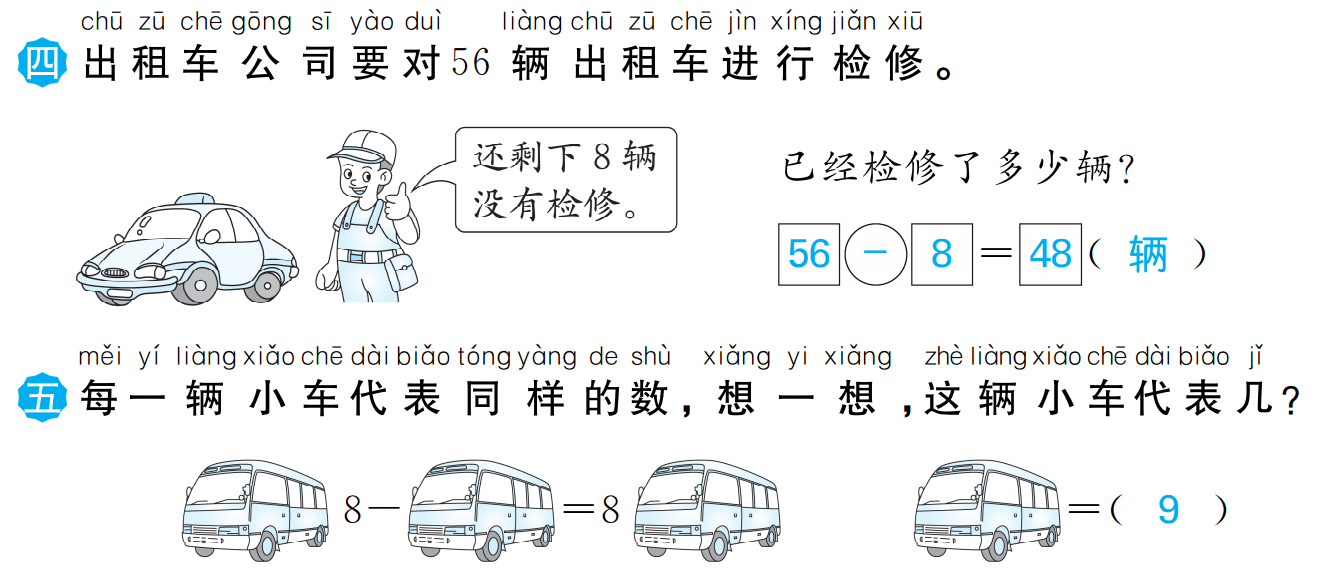 chū zū chē gōng sī yào duì liàng chū zū chē jìn xíng jiǎn xiū
四 出租车公司要对56辆出租车进行检修。
还剩下8辆
没有检修。
已经检修了多少辆?
56 - 8 = 48 ( 辆 )
měi yí liàng xiǎo chē dài biǎo tóng yàng de shù xiǎng yi xiǎng zhè liàng xiǎo chē dài biǎo jǐ
五 每一辆小车代表同样的数,想一想,这辆小车代表几?
8- =8 =( 9 )